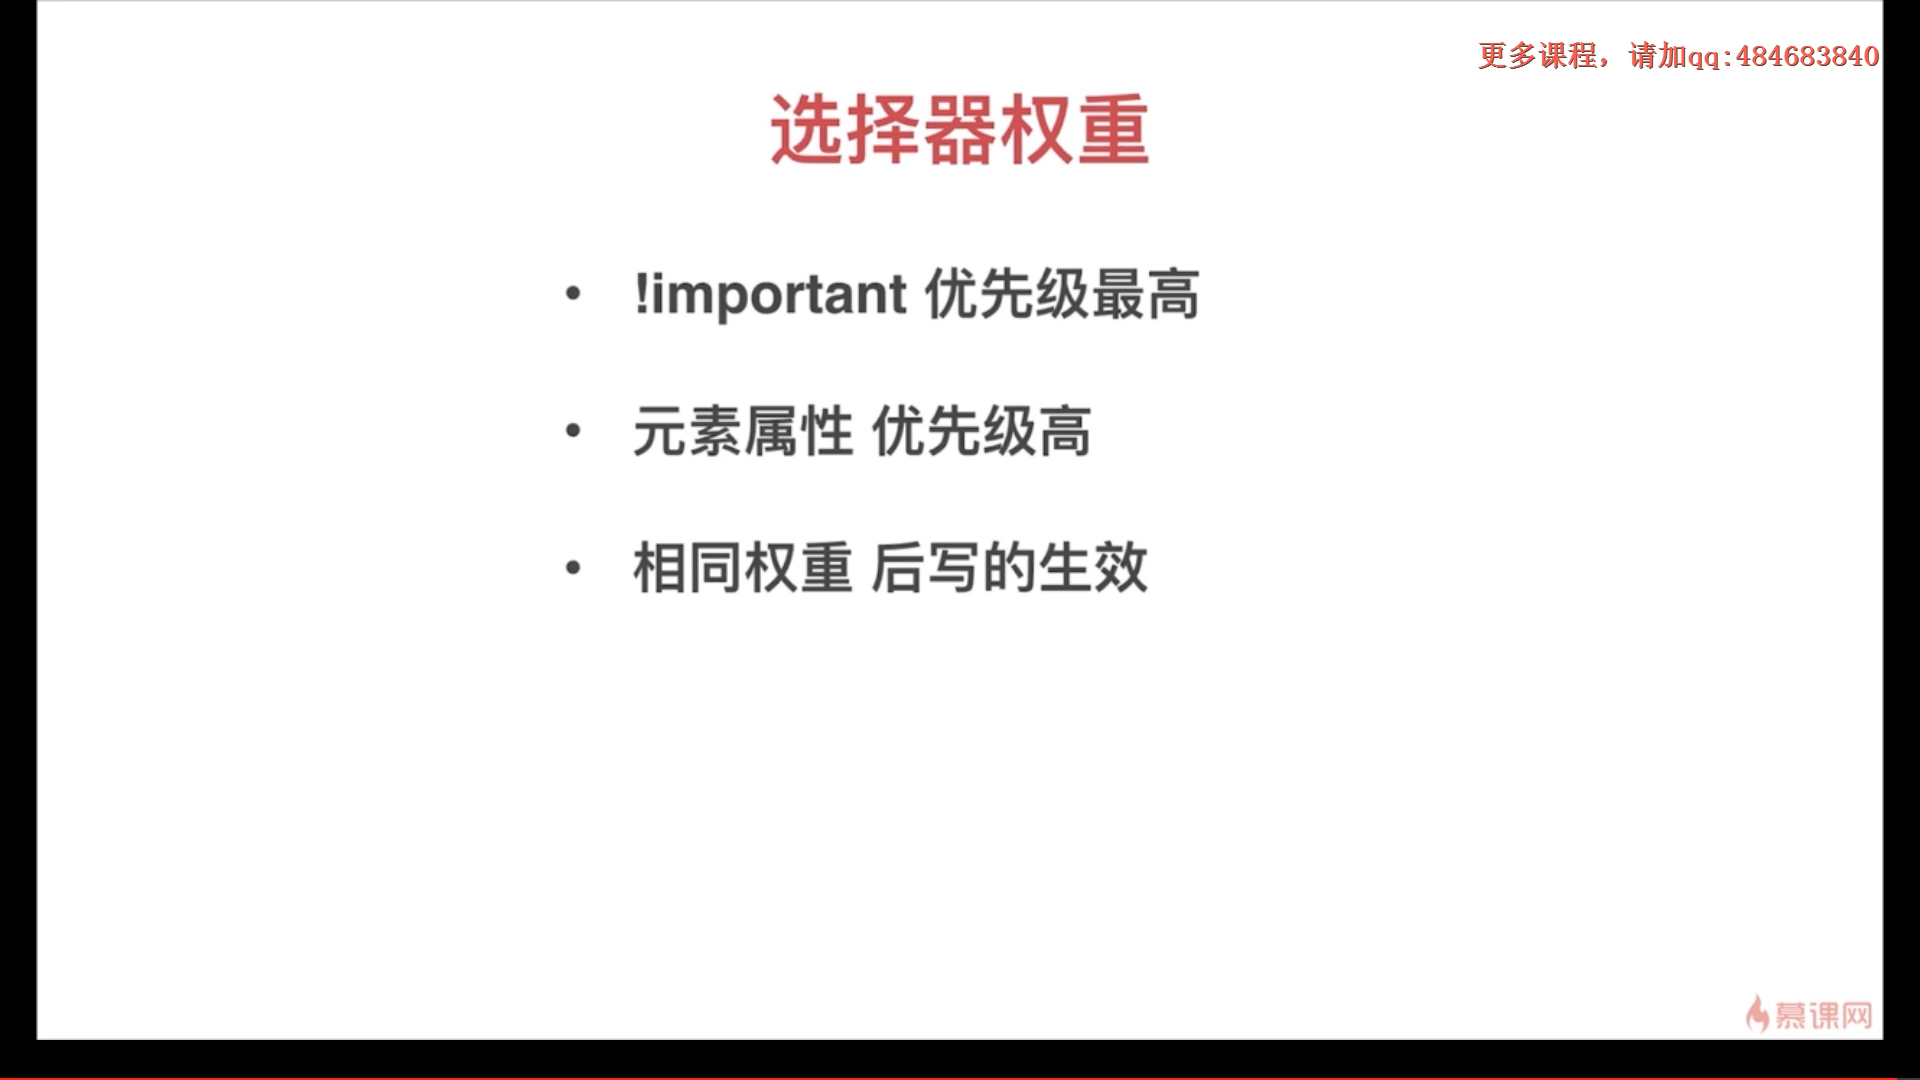 更多课程，请加qq:484683840
选择器权重
• !important 优先级最高
• 元素属性 优先级高
• 相同权重 后写的生效
慕课网